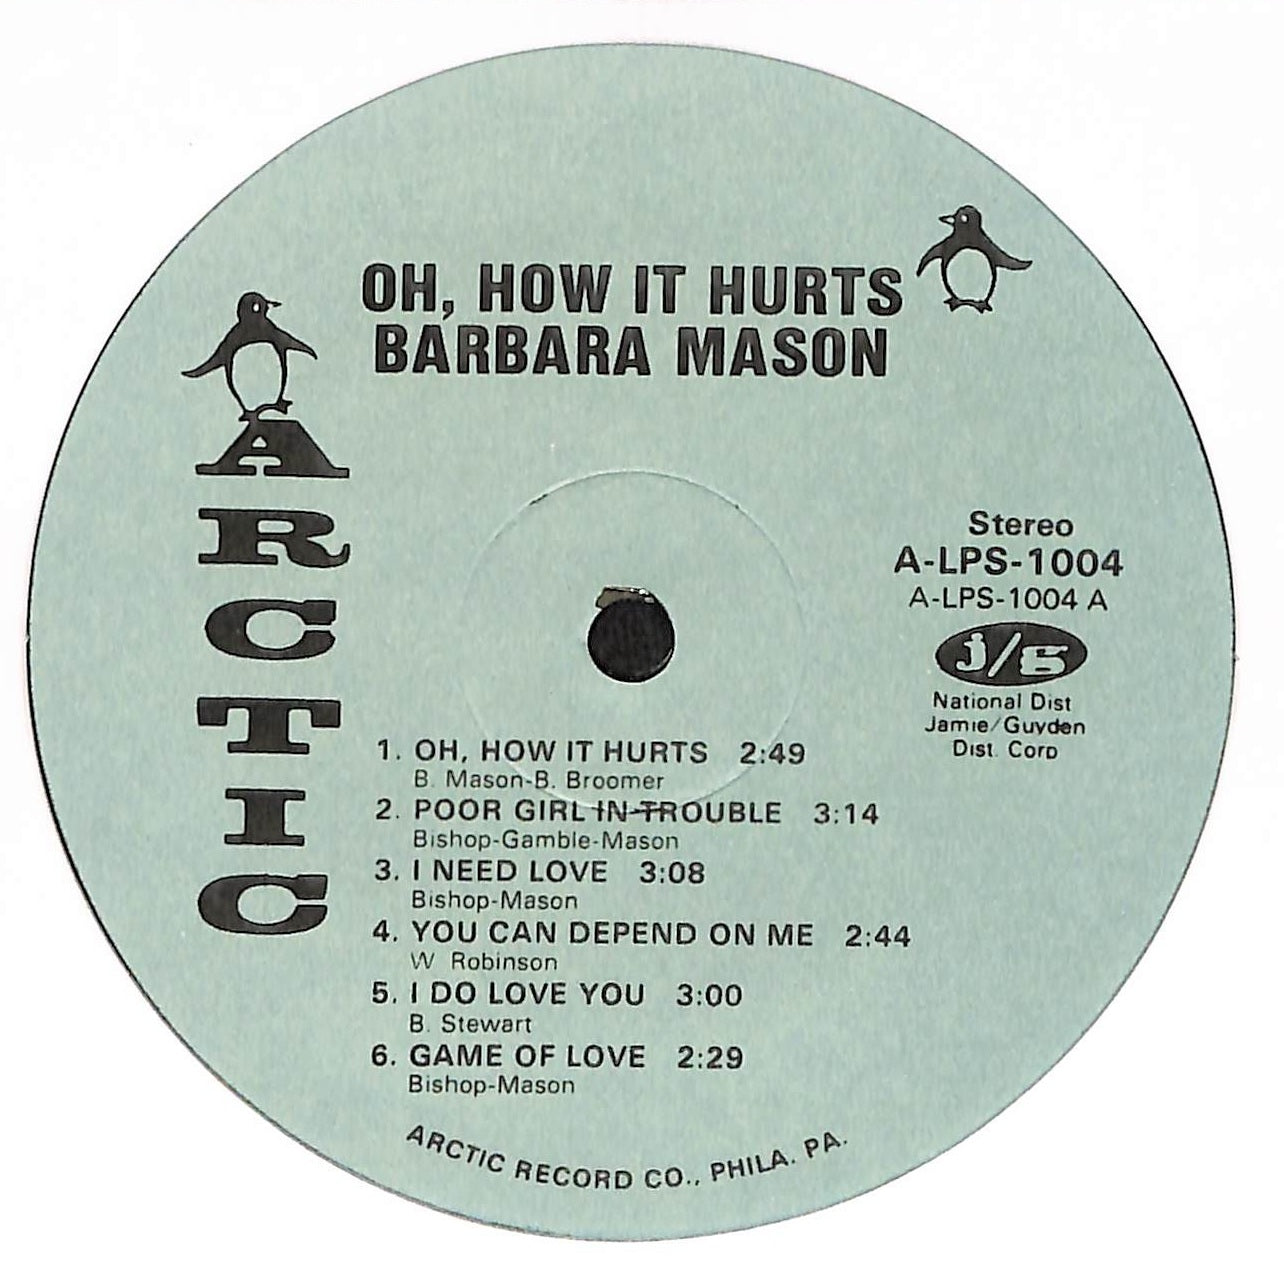 OH, HOW IT HURTS
BARBARA MASON
ARCTIC
Stereo
A-LPS-1004
A-LPS-1004 A
j/g
National Dist
Jamie/Guyden
Dist. Corp
1. OH, HOW IT HURTS 2:49
B. Mason-B. Broomer
2. POOR GIRL IN TROUBLE 3:14
Bishop-Gamble-Mason
3. I NEED LOVE 3:08
Bishop-Mason
4. YOU CAN DEPEND ON ME 2:44
W Robinson
5. I DO LOVE YOU 3:00
B. Stewart
6. GAME OF LOVE 2:29
Bishop-Mason
ARCTIC RECORD CO., PHILA. PA.